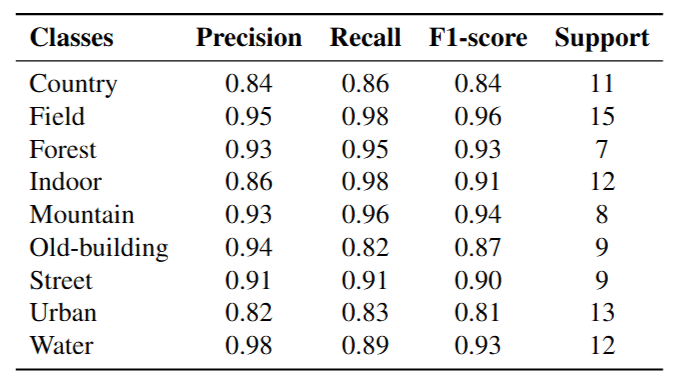 Classes Precision Recall F1-score Support
Country 0.84 0.86 0.84 11
Field 0.95 0.98 0.96 15
Forest 0.93 0.95 0.93 7
Indoor 0.86 0.98 0.91 12
Mountain 0.93 0.96 0.94 8
Old-building 0.94 0.82 0.87 9
Street 0.91 0.91 0.90 9
Urban 0.82 0.83 0.81 13
Water 0.98 0.89 0.93 12